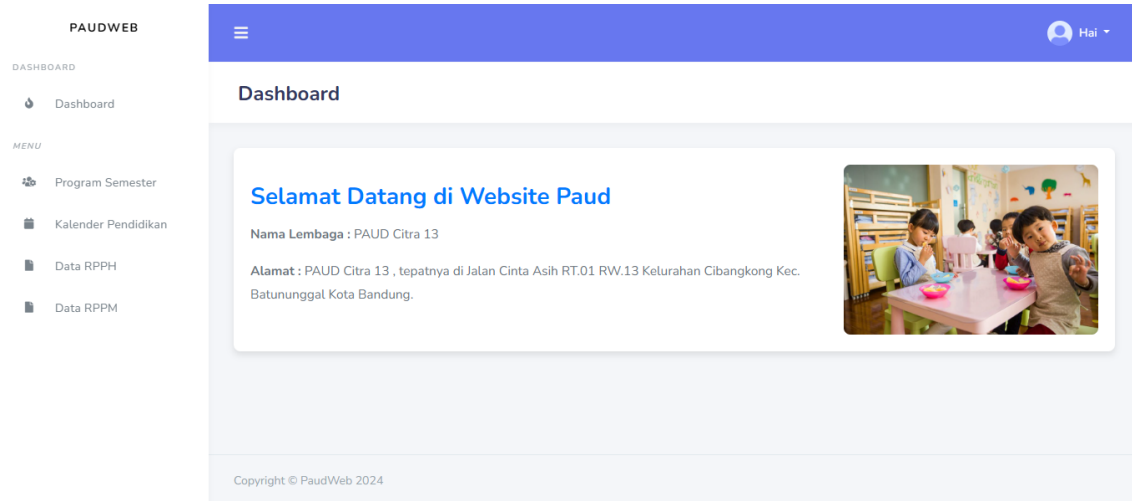 PAUDWEB
Hai
DASHBOARD
Dashboard
MENU
Program Semester
Kalender Pendidikan
Data RPPH
Data RPPM
Dashboard
Selamat Datang di Website Paud
Nama Lembaga : PAUD Citra 13
Alamat : PAUD Citra 13 , tepatnya di Jalan Cinta Asih RT.01 RW.13 Kelurahan Cibangkong Kec.
Batununggal Kota Bandung.
Copyright © PaudWeb 2024